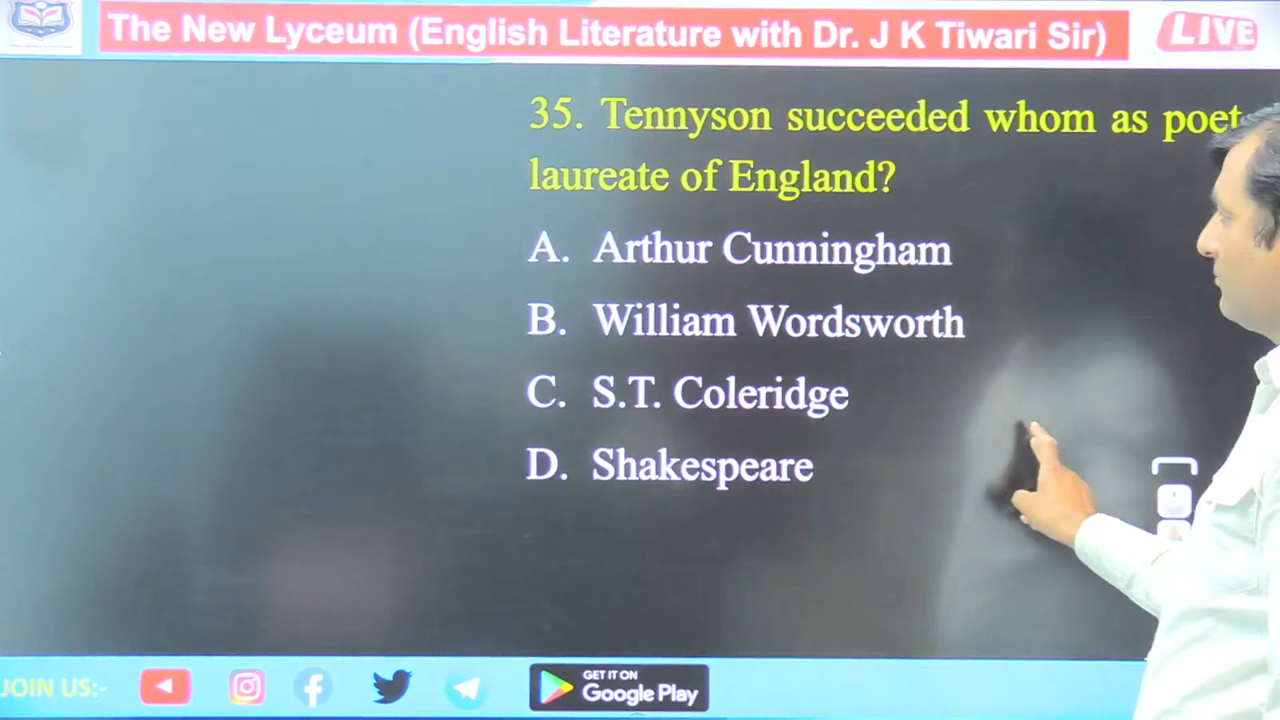 The New Lyceum (English Literature with Dr. J K Tiwari Sir)
LIVE
35. Tennyson succeeded whom as poet
laureate of England?
A. Arthur Cunningham
B. William Wordsworth
C. S.T. Coleridge
D. Shakespeare
JOIN US:-
GET IT ON
Google Play